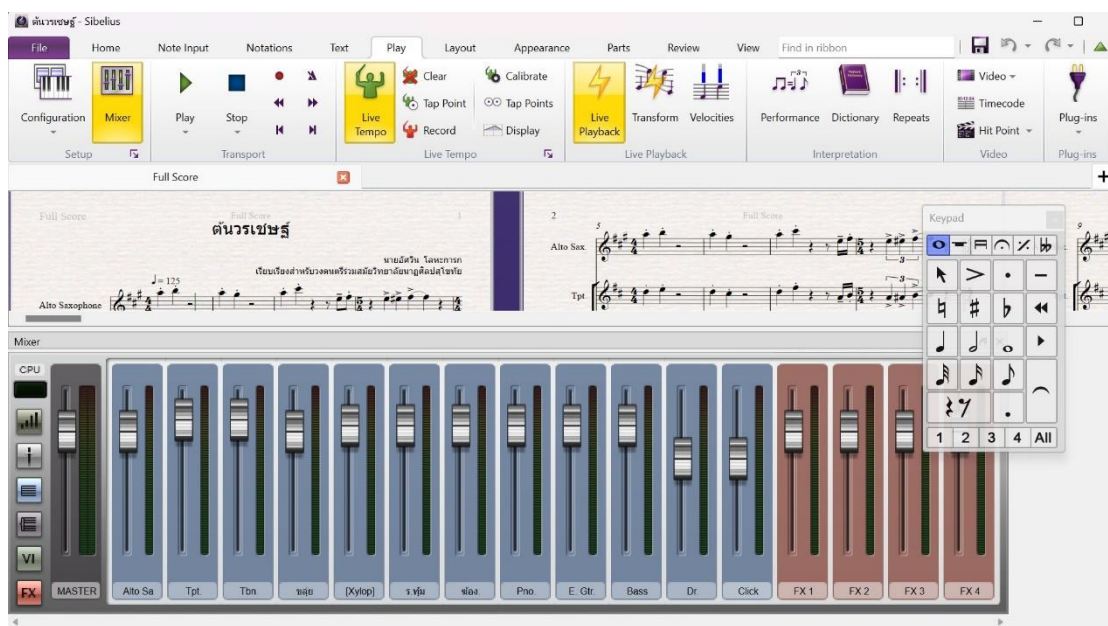 ต้นวรเชษฐ์ - Sibelius
File Home Note Input Notations Text Play Layout Appearance Parts Review View Find in ribbon
Configuration Mixer Play Stop Live Tempo Clear Tap Point Record Calibrate Tap Points Display Live Playback Transform Velocities Performance Dictionary Repeats Video Timecode Hit Point Plug-ins
Setup Transport Live Tempo Live Playback Interpretation Video Plug-ins
Full Score
Full Score Full Score 1 2 Full Score
ต้นวรเชษฐ์
นายอัศวิน โลหะการก
เรียบเรียงสำหรับวงดนตรีร่วมสมัยวิทยาลัยนาฏศิลปสุโขทัย
♩= 125
Alto Saxophone
5
Alto Sax.
Tpt.
9
Keypad
1 2 3 4 All
Mixer
CPU
VI
FX MASTER Alto Sa Tpt. Tbn. ขลุ่ย [Xylop] ร.ทุ้ม ฆ้อง. Pno. E. Gtr. Bass Dr. Click FX 1 FX 2 FX 3 FX 4